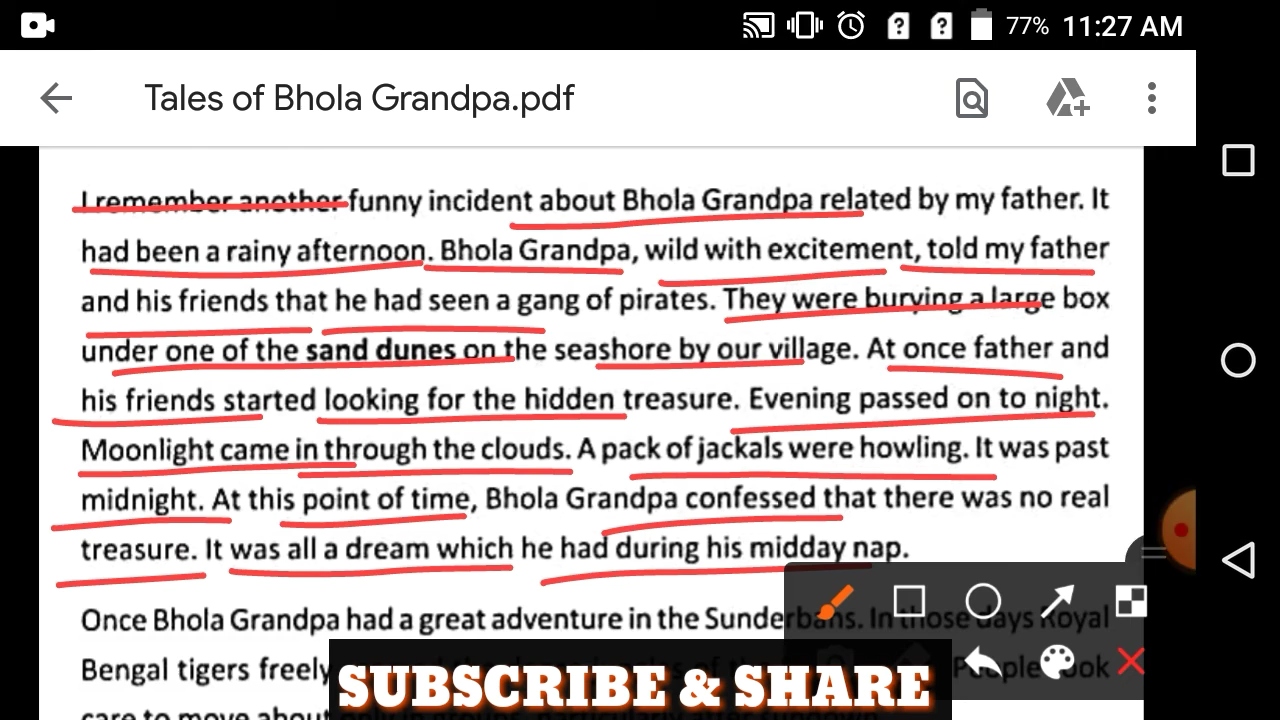 77% 11:27 AM
Tales of Bhola Grandpa.pdf
I remember another funny incident about Bhola Grandpa related by my father. It
had been a rainy afternoon. Bhola Grandpa, wild with excitement, told my father
and his friends that he had seen a gang of pirates. They were burying a large box
under one of the sand dunes on the seashore by our village. At once father and
his friends started looking for the hidden treasure. Evening passed on to night.
Moonlight came in through the clouds. A pack of jackals were howling. It was past
midnight. At this point of time, Bhola Grandpa confessed that there was no real
treasure. It was all a dream which he had during his midday nap.
Once Bhola Grandpa had a great adventure in the Sunderbans. In those days Royal
Bengal tigers freely
SUBSCRIBE & SHARE
care to move about